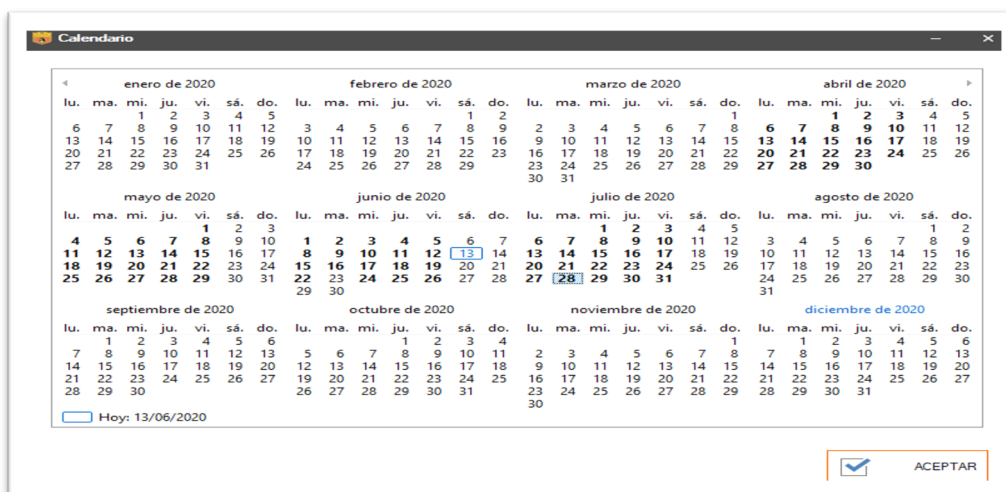 Calendario
enero de 2020 febrero de 2020 marzo de 2020 abril de 2020
lu. ma. mi. ju. vi. sá. do. lu. ma. mi. ju. vi. sá. do. lu. ma. mi. ju. vi. sá. do. lu. ma. mi. ju. vi. sá. do.
1 2 3 4 5 1 2 1 1 2 3 4 5
6 7 8 9 10 11 12 3 4 5 6 7 8 9 2 3 4 5 6 7 8 6 7 8 9 10 11 12
13 14 15 16 17 18 19 10 11 12 13 14 15 16 9 10 11 12 13 14 15 13 14 15 16 17 18 19
20 21 22 23 24 25 26 17 18 19 20 21 22 23 16 17 18 19 20 21 22 20 21 22 23 24 25 26
27 28 29 30 31 24 25 26 27 28 29 23 24 25 26 27 28 29 27 28 29 30
30 31
mayo de 2020 junio de 2020 julio de 2020 agosto de 2020
lu. ma. mi. ju. vi. sá. do. lu. ma. mi. ju. vi. sá. do. lu. ma. mi. ju. vi. sá. do. lu. ma. mi. ju. vi. sá. do.
1 2 3 1 2 3 4 5 1 2
4 5 6 7 8 9 10 1 2 3 4 5 6 7 6 7 8 9 10 11 12 3 4 5 6 7 8 9
11 12 13 14 15 16 17 8 9 10 11 12 13 14 13 14 15 16 17 18 19 10 11 12 13 14 15 16
18 19 20 21 22 23 24 15 16 17 18 19 20 21 20 21 22 23 24 25 26 17 18 19 20 21 22 23
25 26 27 28 29 30 31 22 23 24 25 26 27 28 27 28 29 30 31 24 25 26 27 28 29 30
29 30 31
septiembre de 2020 octubre de 2020 noviembre de 2020 diciembre de 2020
lu. ma. mi. ju. vi. sá. do. lu. ma. mi. ju. vi. sá. do. lu. ma. mi. ju. vi. sá. do. lu. ma. mi. ju. vi. sá. do.
1 2 3 4 5 6 1 2 3 4 1 1 2 3 4 5 6
7 8 9 10 11 12 13 5 6 7 8 9 10 11 2 3 4 5 6 7 8 7 8 9 10 11 12 13
14 15 16 17 18 19 20 12 13 14 15 16 17 18 9 10 11 12 13 14 15 14 15 16 17 18 19 20
21 22 23 24 25 26 27 19 20 21 22 23 24 25 16 17 18 19 20 21 22 21 22 23 24 25 26 27
28 29 30 26 27 28 29 30 31 23 24 25 26 27 28 29 28 29 30 31
30
Hoy: 13/06/2020
ACEPTAR